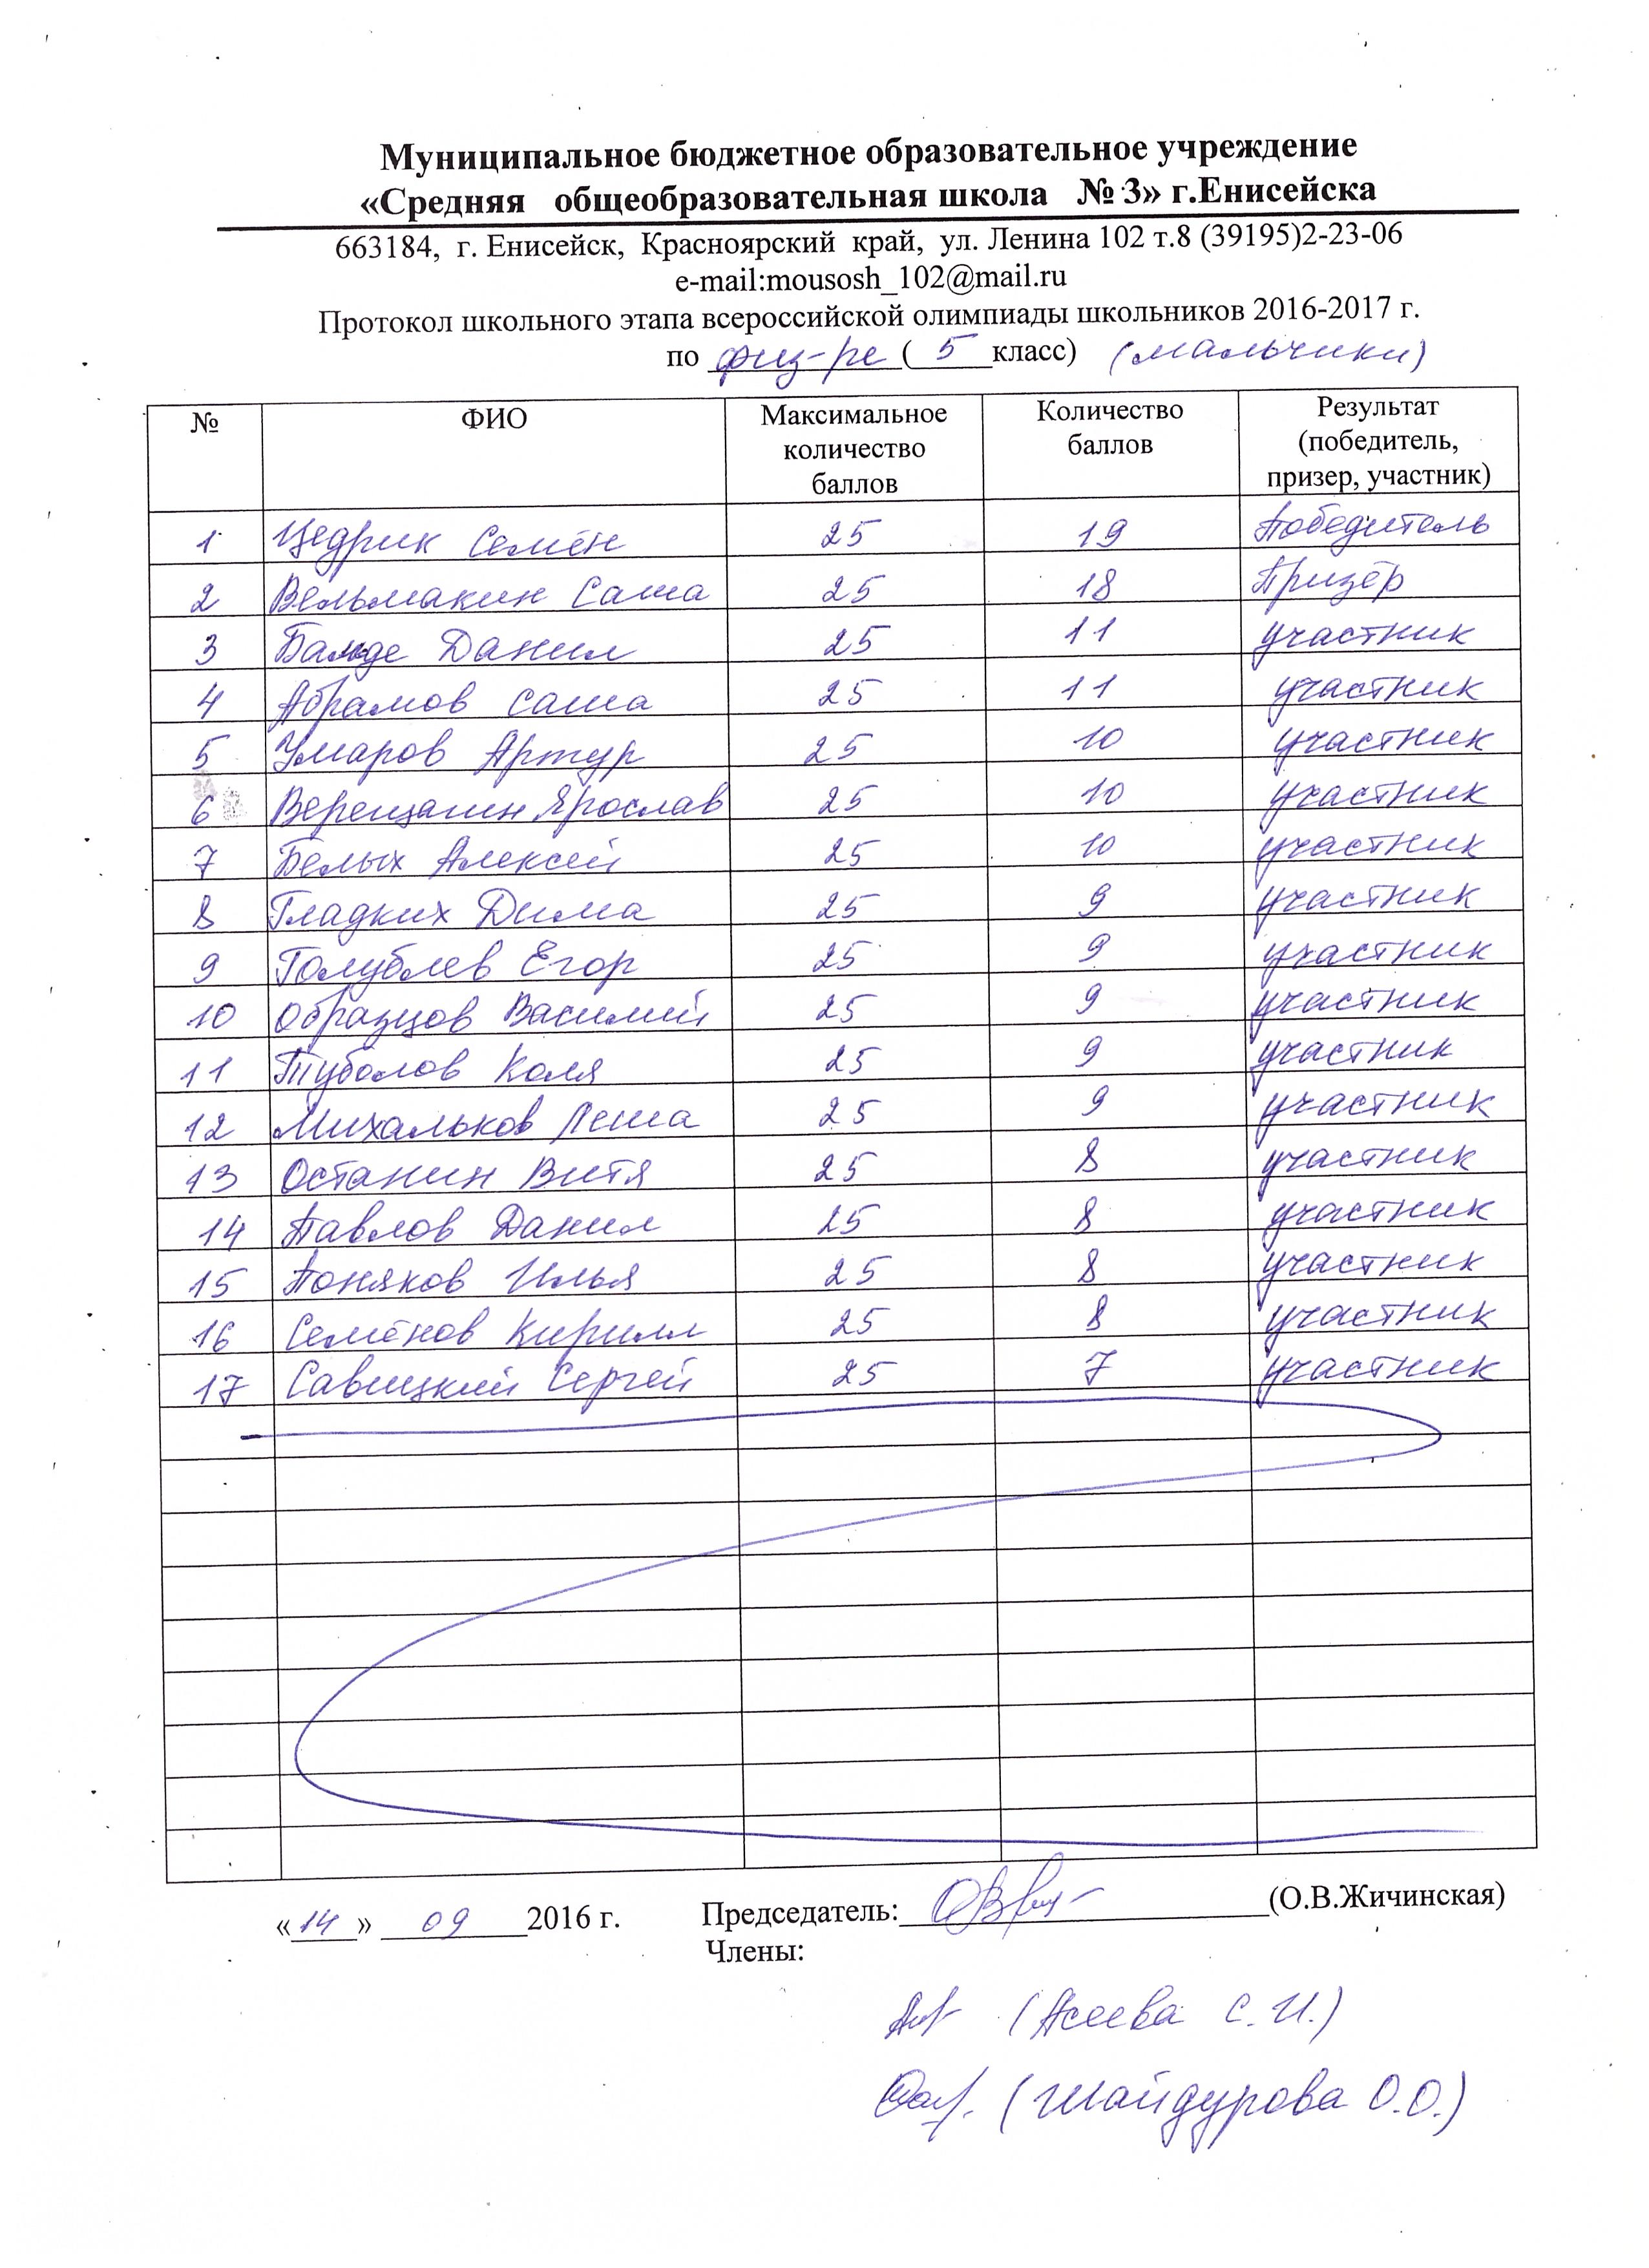 Муниципальное бюджетное образовательное учреждение
«Средняя общеобразовательная школа № 3» г.Енисейска
663184, г. Енисейск, Красноярский край, ул. Ленина 102 т.8 (39195)2-23-06
e-mail:mousosh_102@mail.ru
Протокол школьного этапа всероссийской олимпиады школьников 2016-2017 г.
по физ-ре ( 5 класс) (мальчики)
№ ФИО Максимальное количество баллов Количество баллов Результат (победитель, призер, участник)
1 Цедрик Семён 25 19 Победитель
2 Вельмакин Саша 25 18 Призёр
3 Данил 25 11 участник
4 Абрамов Саша 25 11 участник
5 Умаров Артур 25 10 участник
6 Верещагин Ярослав 25 10 участник
7 Белых Алексей 25 10 участник
8 Гладких Дима 25 9 участник
9 Голублев Егор 25 9 участник
10 Образцов Василий 25 9 участник
11 Туболов Коля 25 9 участник
12 Михальков Леша 25 9 участник
13 Останин Витя 25 8 участник
14 Павлов Данил 25 8 участник
15 Поняков Илья 25 8 участник
16 Семёнов Кирилл 25 8 участник
17 Савицкий Сергей 25 7 участник
«14» 09 2016 г. Председатель: (О.В.Жичинская)
Члены:
(Асеева С.И.)
(Шайдурова О.О.)